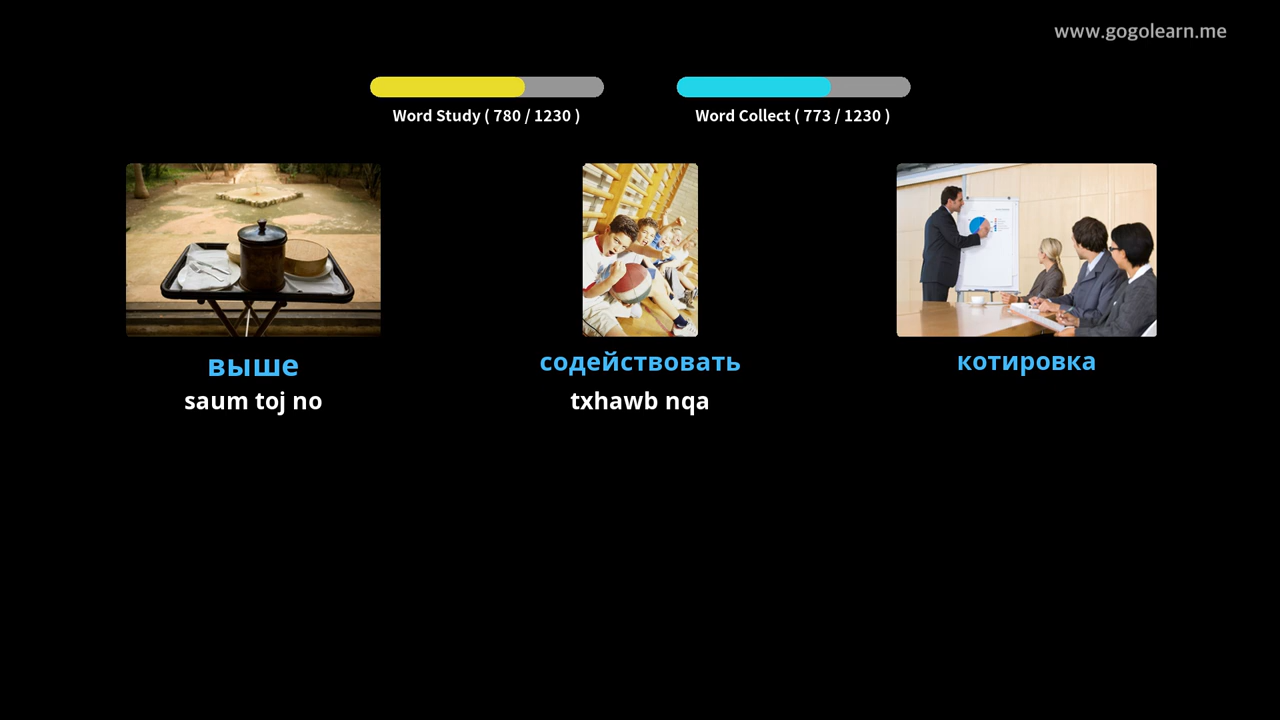 www.gogolearn.me
Word Study ( 780 / 1230 )
Word Collect ( 773 / 1230 )
выше
saum toj no
содействовать
txhawb nqa
котировка